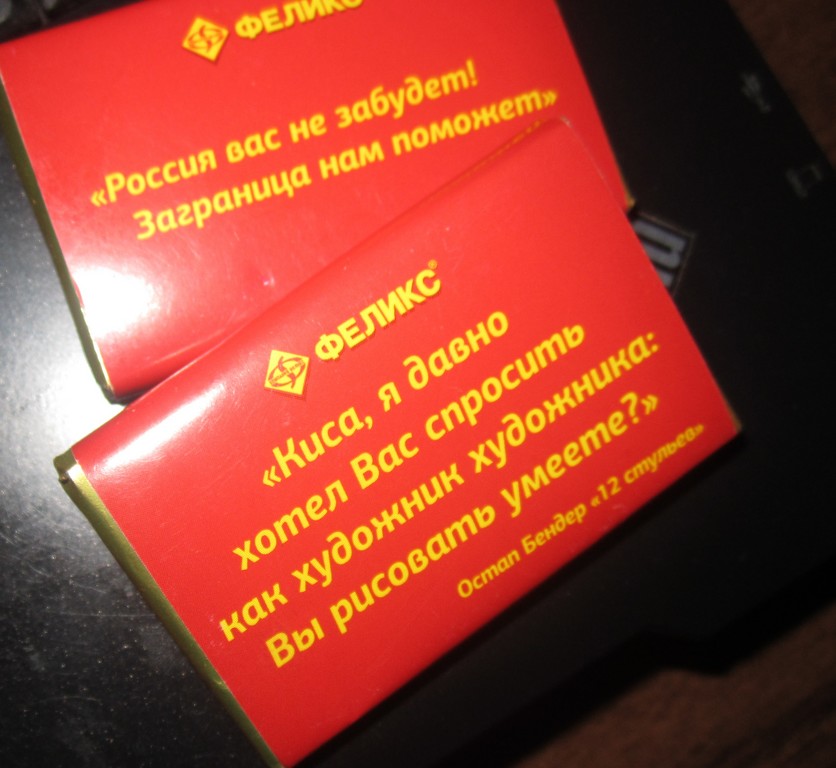 ФЕЛИКС
«Россия вас не забудет!
Заграница нам поможет»
ФЕЛИКС®
«Киса, я давно
хотел Вас спросить
как художник художника:
Вы рисовать умеете?»
Остап Бендер «12 стульев»